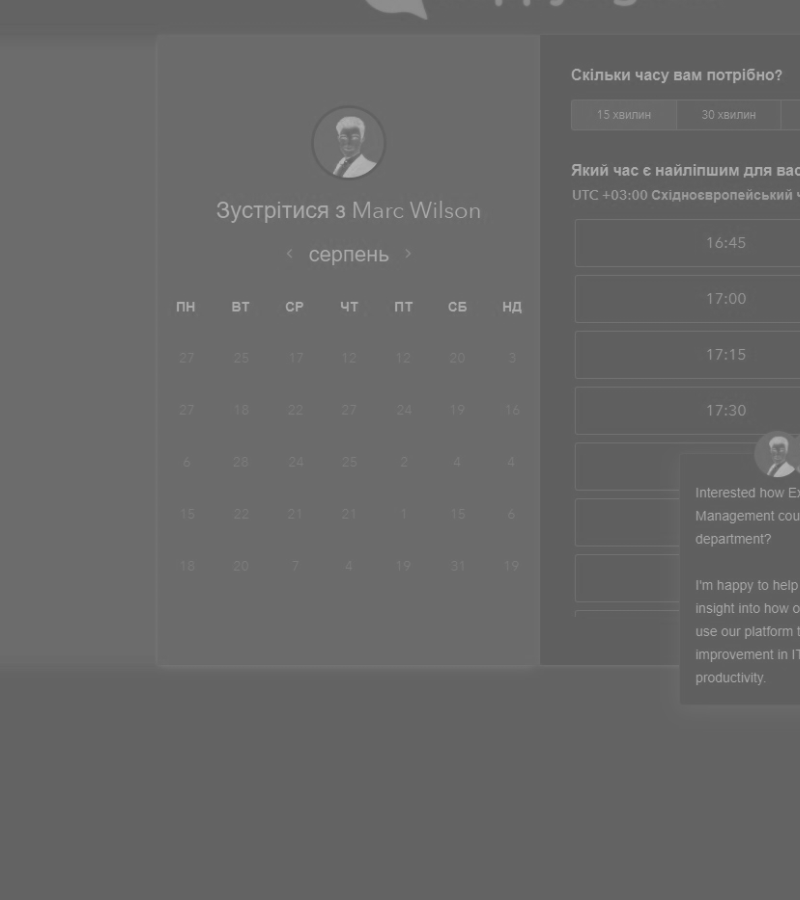 Зустрітися з Marc Wilson
‹ серпень ›
ПН ВТ СР ЧТ ПТ СБ НД
27 25 17 12 12 20 3
27 18 22 27 24 19 16
6 28 24 25 2 4 4
15 22 21 21 1 15 6
18 20 7 4 19 31 19
Скільки часу вам потрібно?
15 хвилин 30 хвилин
Який час є найліпшим для вас
UTC +03:00 Східноєвропейський
16:45
17:00
17:15
17:30
Interested how
Management
department?
I'm happy to help
insight into how
use our platform
improvement in IT
productivity.